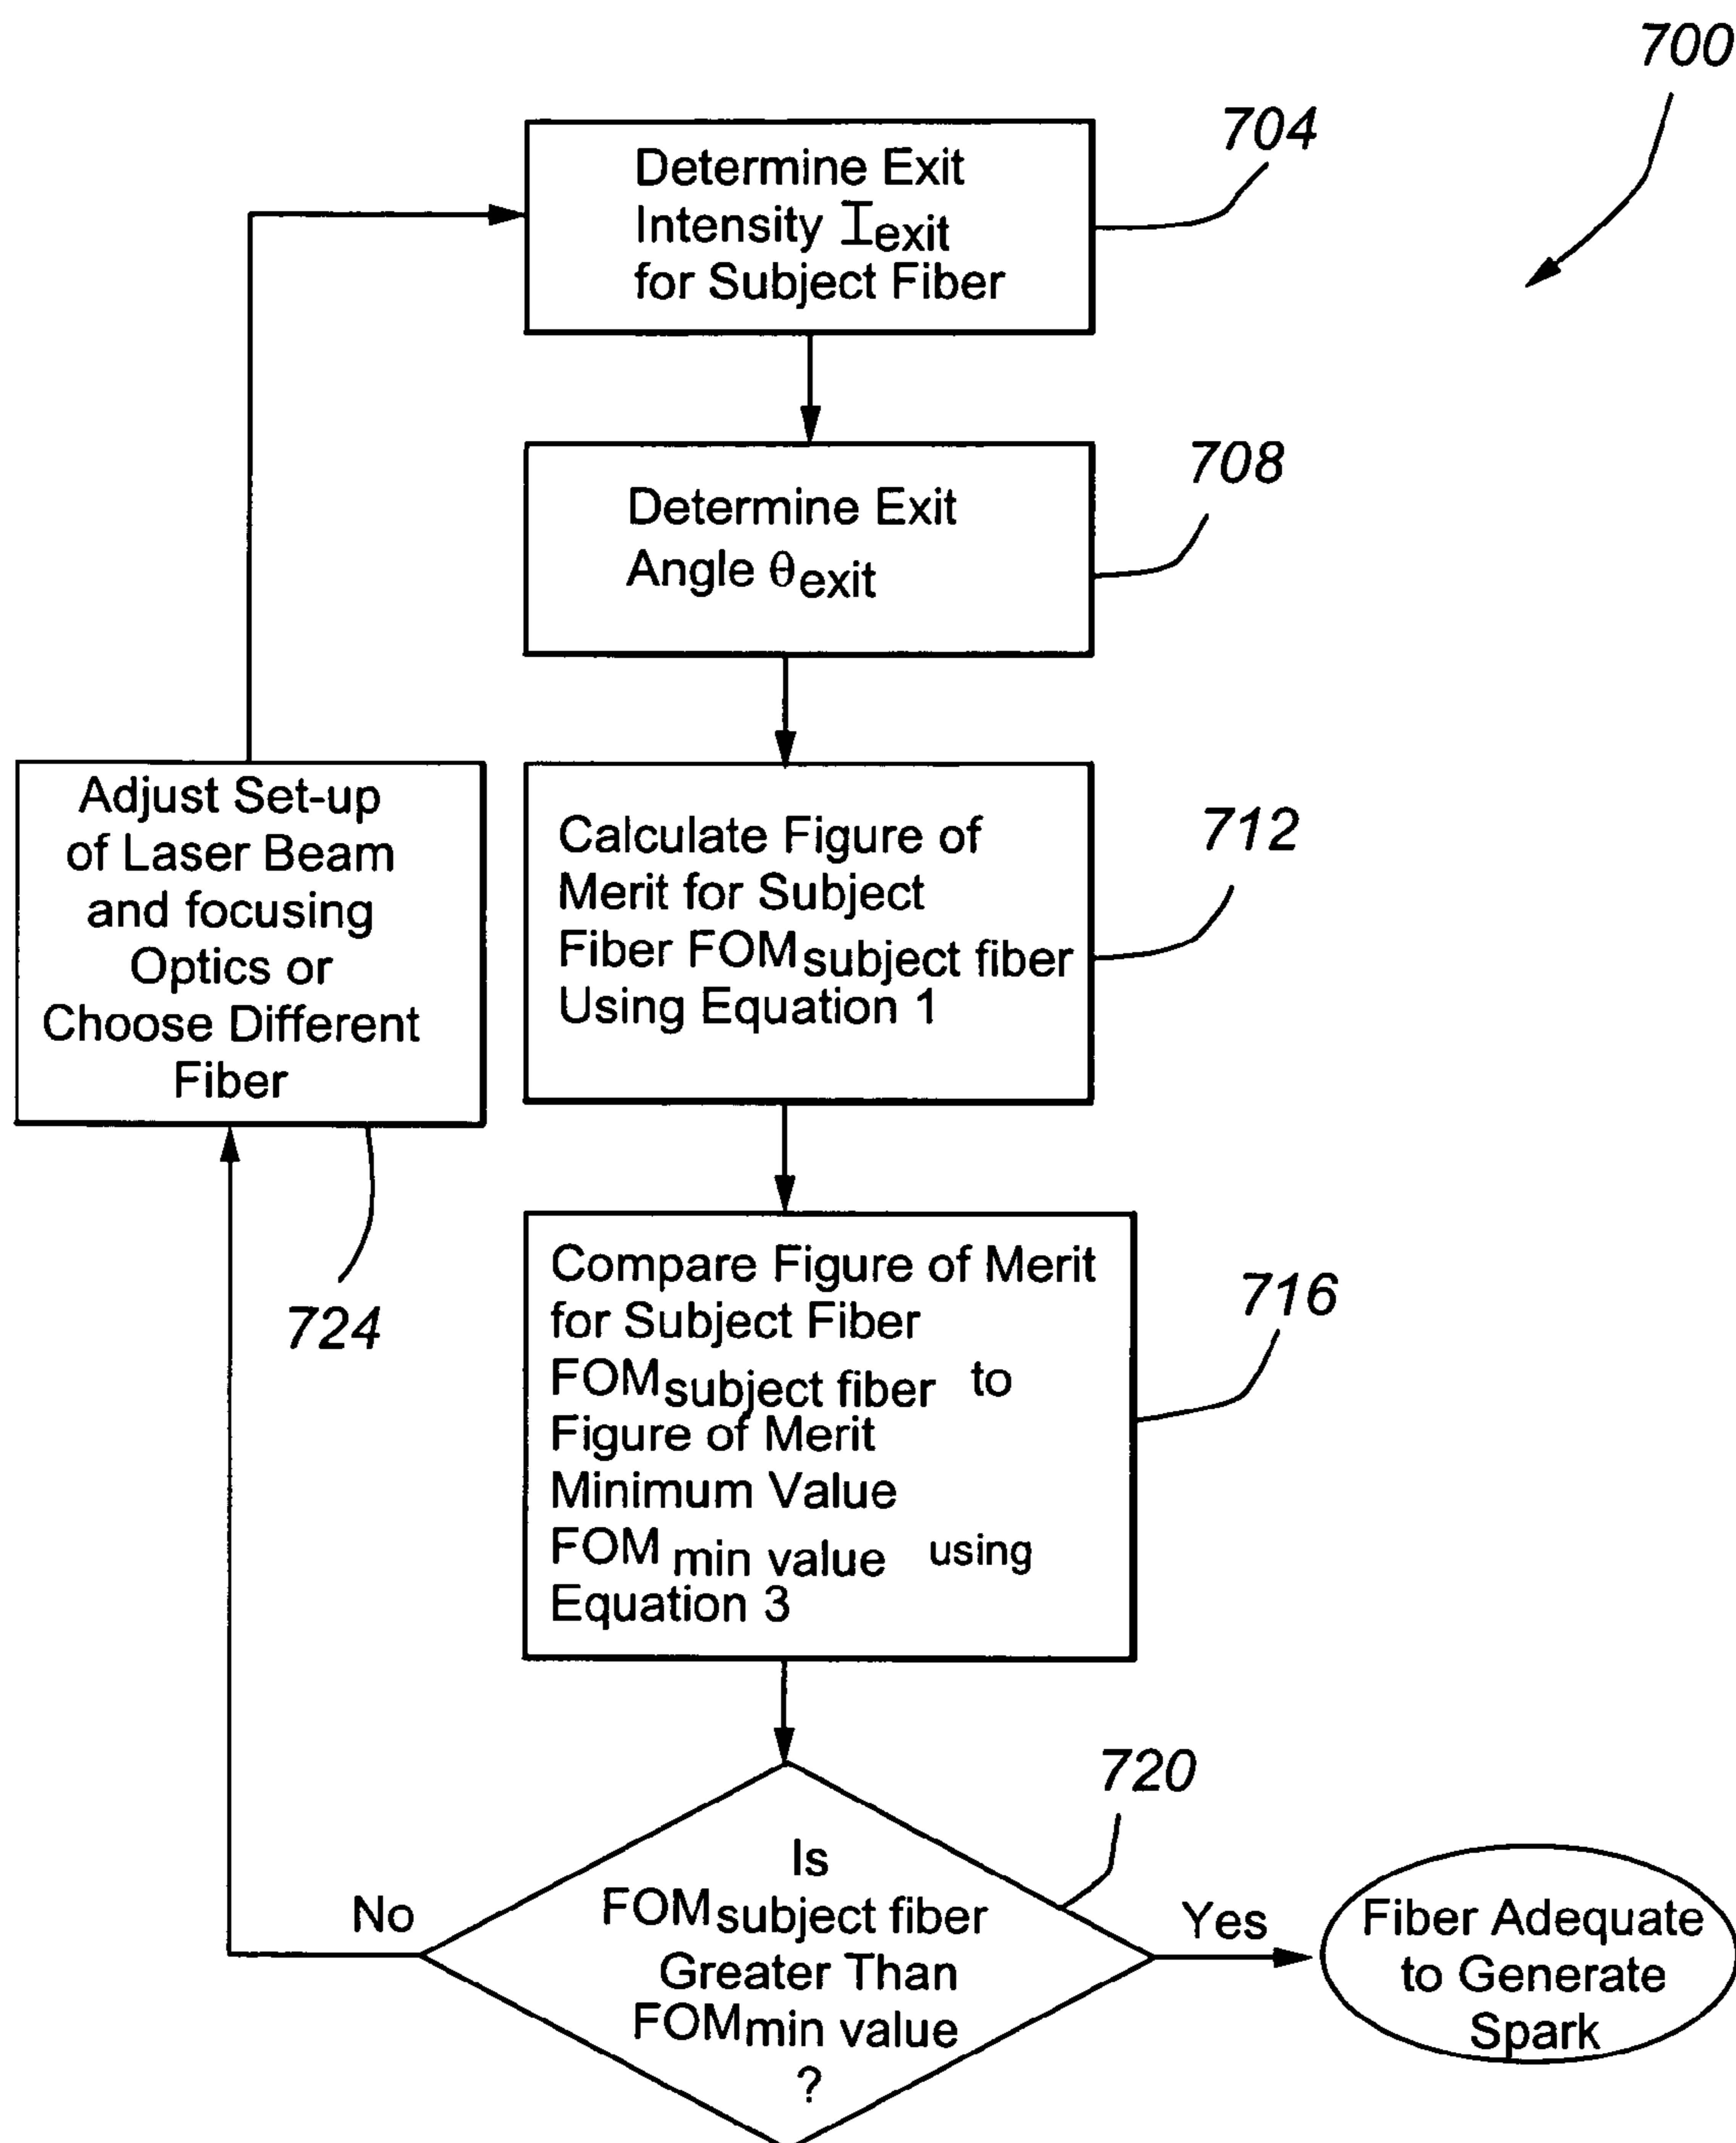 700
704
Determine Exit
Intensity Iexit
for Subject Fiber
708
Determine Exit
Angle θexit
Adjust Set-up
of Laser Beam
and focusing
Optics or
Choose Different
Fiber
724
712
Calculate Figure of
Merit for Subject
Fiber FOMsubject fiber
Using Equation 1
716
Compare Figure of Merit
for Subject Fiber
FOMsubject fiber to
Figure of Merit
Minimum Value
FOM min value using
Equation 3
720
Is
FOMsubject fiber
Greater Than
FOMmin value
?
No
Yes
Fiber Adequate
to Generate
Spark